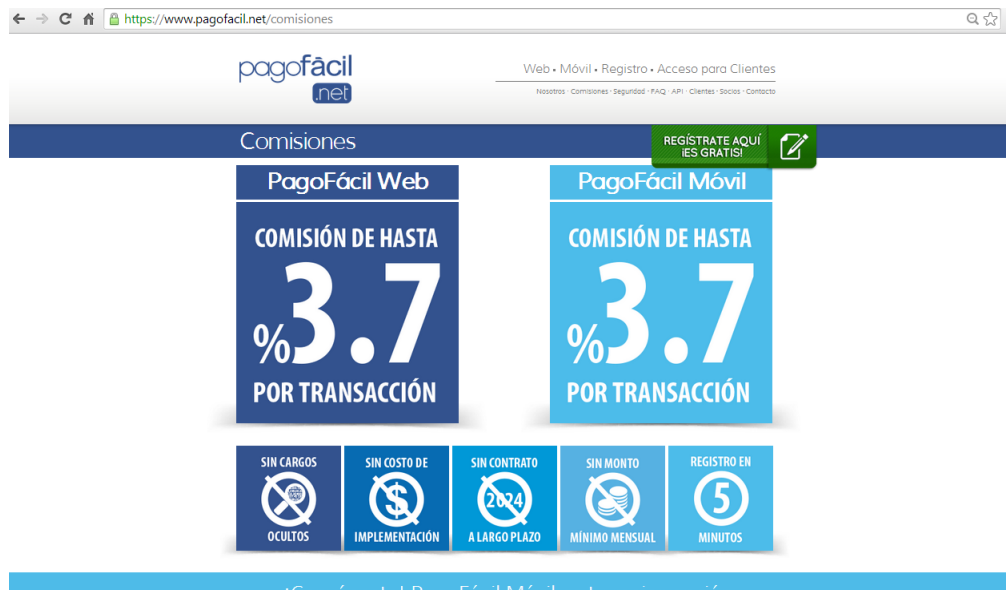 https://www.pagofacil.net/comisiones
pagofácil
.net
Web • Móvil • Registro • Acceso para Clientes
Nosotros · Comisiones · Seguridad · FAQ · API · Clientes · Socios · Contacto
Comisiones
REGÍSTRATE AQUÍ
¡ES GRATIS!
PagoFácil Web
COMISIÓN DE HASTA
%3.7
POR TRANSACCIÓN
PagoFácil Móvil
COMISIÓN DE HASTA
%3.7
POR TRANSACCIÓN
SIN CARGOS
OCULTOS
SIN COSTO DE
$
IMPLEMENTACIÓN
SIN CONTRATO
2024
A LARGO PLAZO
SIN MONTO
MÍNIMO MENSUAL
REGISTRO EN
5
MINUTOS